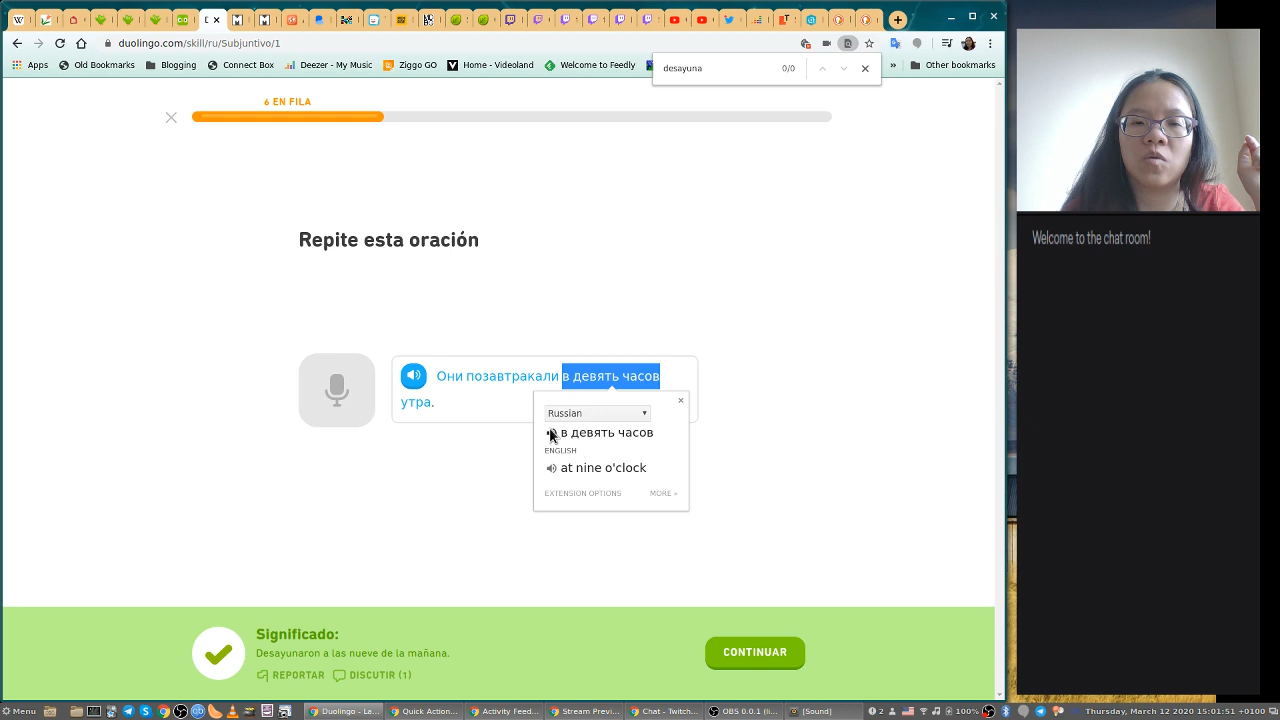 duolingo.com/skill/ru/Subjuntivo/1
desayuna
0/0
Apps
Old Bookmarks
Blogging
Connect Box
Deezer - My Music
Ziggo GO
Home - Videoland
Welcome to Feedly
»
Other bookmarks
6 EN FILA
Repite esta oración
Они позавтракали в девять часов
утра.
Russian
в девять часов
ENGLISH
at nine o'clock
EXTENSION OPTIONS
MORE »
Significado:
Desayunaron a las nueve de la mañana.
REPORTAR
DISCUTIR (1)
CONTINUAR
Welcome to the chat room!
Menu
Duolingo - La...
Quick Action...
Activity Feed...
Stream Previ...
Chat - Twitch...
OBS 0.0.1 (li...
(Sound)
2
100%
Thursday, March 12 2020 15:01:51 +0100